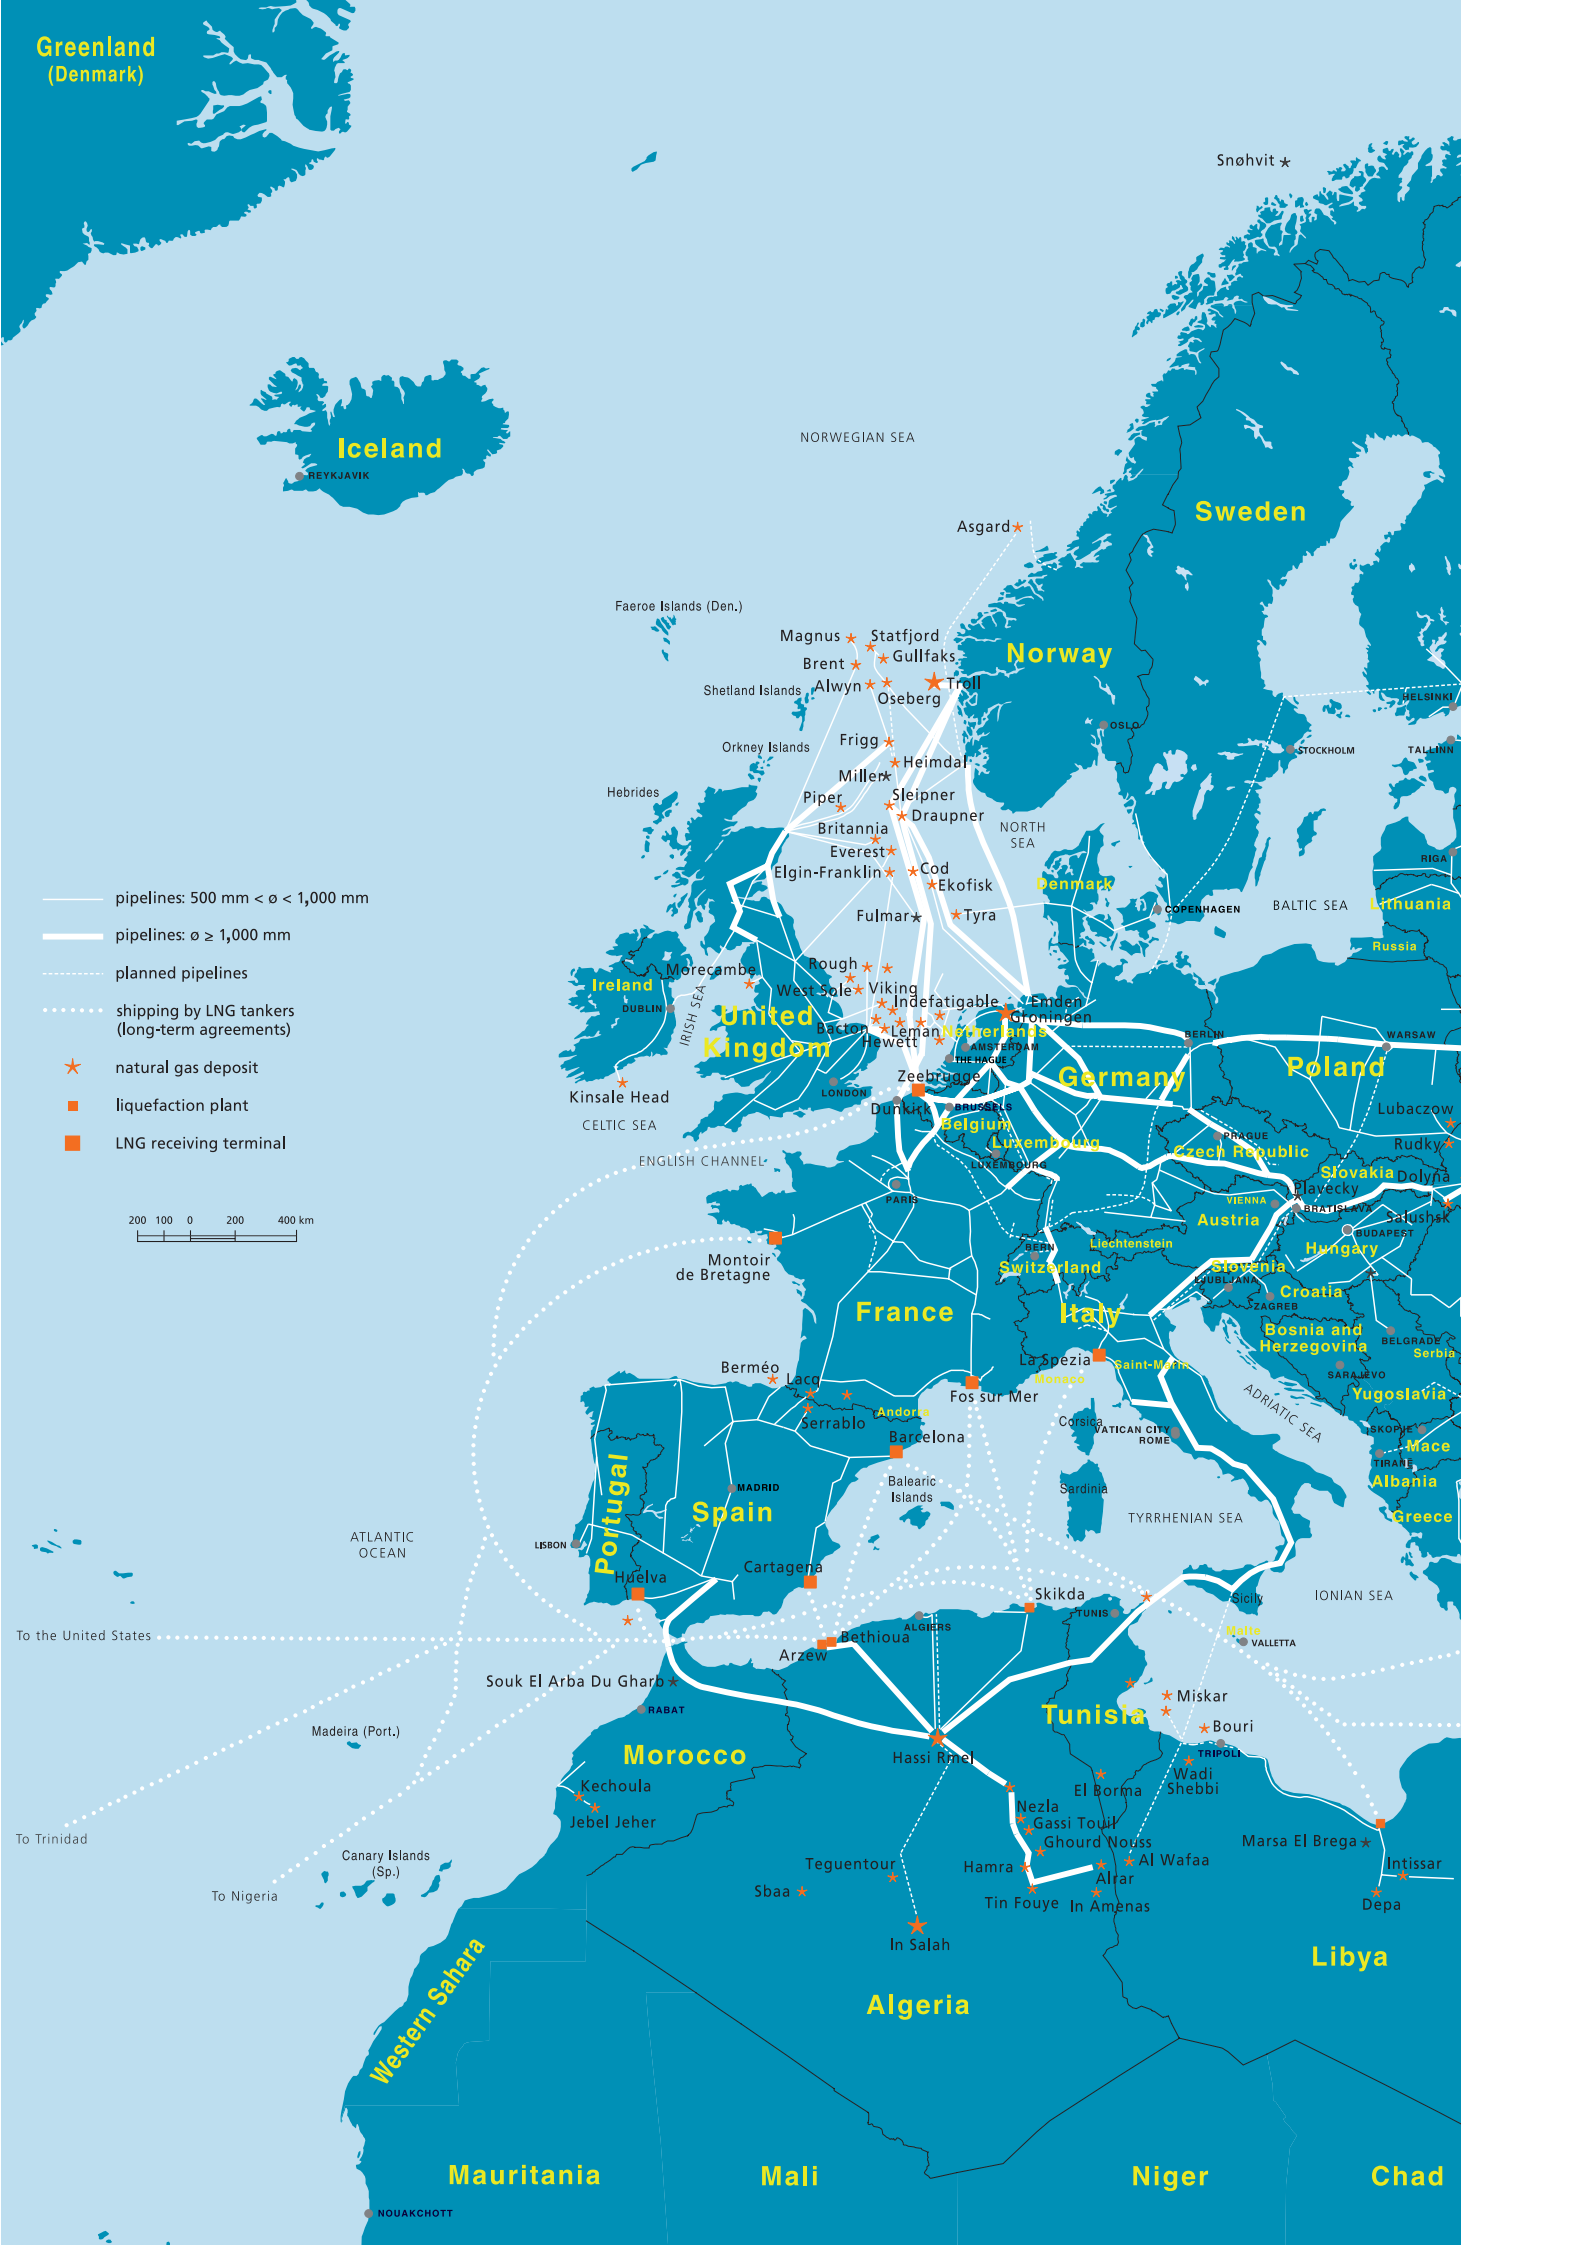 Greenland
(Denmark)
Snøhvit
NORWEGIAN SEA
Iceland
REYKJAVIK
Sweden
Asgard
Faeroe Islands (Den.)
Magnus
Statfjord
Gullfaks
Brent
Norway
Shetland Islands
Alwyn
Troll
Oseberg
HELSINKI
OSLO
Orkney Islands
Frigg
STOCKHOLM
TALLINN
Heimdal
Miller
Hebrides
Piper
Sleipner
Draupner
Britannia
NORTH
SEA
Everest
RIGA
Elgin-Franklin
Cod
Ekofisk
Denmark
pipelines: 500 mm < ø < 1,000 mm
Fulmar
Tyra
COPENHAGEN
BALTIC SEA
Lithuania
pipelines: ø ≥ 1,000 mm
Russia
planned pipelines
Rough
Morecambe
Ireland
West Sole
Viking
shipping by LNG tankers
(long-term agreements)
DUBLIN
IRISH SEA
Indefatigable
Emden
United
Kingdom
Groningen
Bacton
Leman
Netherlands
Hewett
BERLIN
WARSAW
AMSTERDAM
THE HAGUE
natural gas deposit
Zeebrugge
Germany
Poland
Kinsale Head
LONDON
liquefaction plant
Dunkirk
BRUSSELS
Lubaczow
CELTIC SEA
Belgium
LNG receiving terminal
Luxembourg
PRAGUE
Rudky
ENGLISH CHANNEL
LUXEMBOURG
Czech Republic
Slovakia
Dolyna
PARIS
Plavecky
VIENNA
BRATISLAVA
Austria
Salushsk
200 100 0 200 400 km
BUDAPEST
Liechtenstein
BERN
Hungary
Montoir
de Bretagne
Switzerland
Slovenia
LJUBLJANA
Croatia
ZAGREB
France
Italy
Bosnia and
Herzegovina
BELGRADE
Serbia
La Spezia
Saint-Merin
Berméo
Lacq
Monaco
SARAJEVO
Yugoslavia
Fos sur Mer
Andorra
Serrablo
Corsica
ADRIATIC SEA
VATICAN CITY
ROME
SKOPJE
Barcelona
Mace
TIRANË
Portugal
MADRID
Balearic
Islands
Sardinia
Albania
Spain
TYRRHENIAN SEA
Greece
ATLANTIC
OCEAN
LISBON
Huelva
Cartagena
Skikda
Sicily
IONIAN SEA
TUNIS
To the United States
ALGIERS
Malte
VALLETTA
Bethioua
Arzew
Souk El Arba Du Gharb
RABAT
Miskar
Madeira (Port.)
Tunisia
Bouri
Morocco
Hassi Rmel
TRIPOLI
Wadi
Shebbi
Kechoula
El Borma
Jebel Jeher
Nezla
Gassi Touil
To Trinidad
Ghourd Nouss
Marsa El Brega
Canary Islands
(Sp.)
Teguentour
Hamra
Al Wafaa
Intissar
Alrar
Sbaa
Tin Fouye
In Amenas
Depa
To Nigeria
In Salah
Western Sahara
Libya
Algeria
Mauritania
Mali
Niger
Chad
NOUAKCHOTT